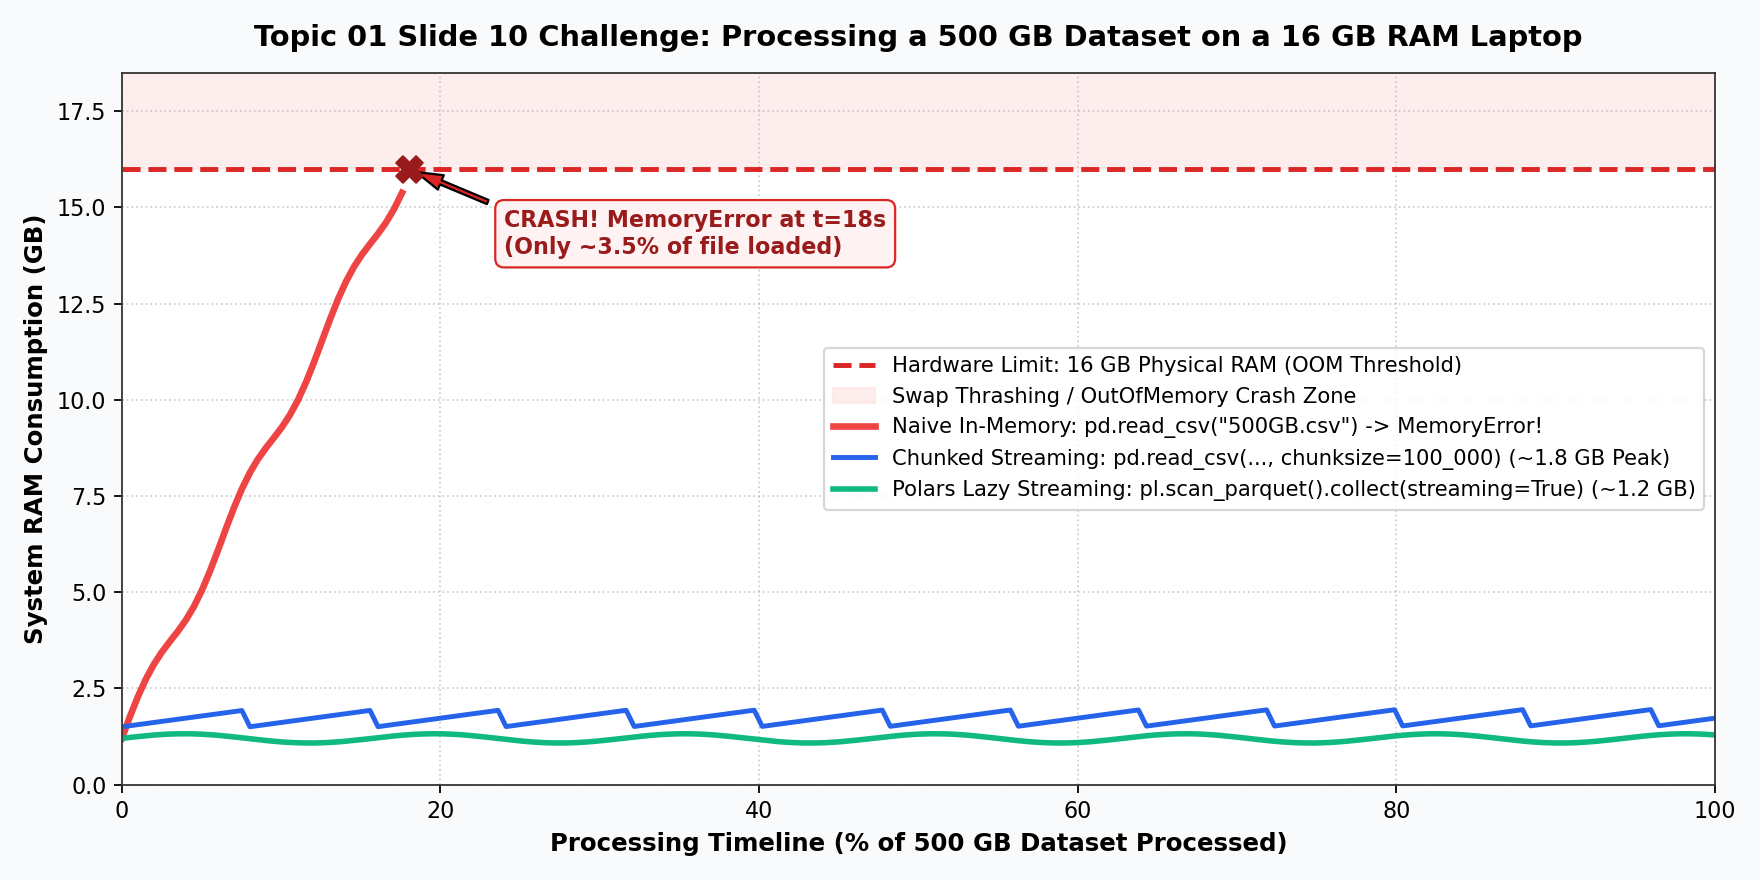 Topic 01 Slide 10 Challenge: Processing a 500 GB Dataset on a 16 GB RAM Laptop
System RAM Consumption (GB)
17.5
15.0
12.5
10.0
7.5
5.0
2.5
0.0
CRASH! MemoryError at t=18s
(Only ~3.5% of file loaded)
Hardware Limit: 16 GB Physical RAM (OOM Threshold)
Swap Thrashing / OutOfMemory Crash Zone
Naive In-Memory: pd.read_csv("500GB.csv") -> MemoryError!
Chunked Streaming: pd.read_csv(..., chunksize=100_000) (~1.8 GB Peak)
Polars Lazy Streaming: pl.scan_parquet().collect(streaming=True) (~1.2 GB)
0 20 40 60 80 100
Processing Timeline (% of 500 GB Dataset Processed)